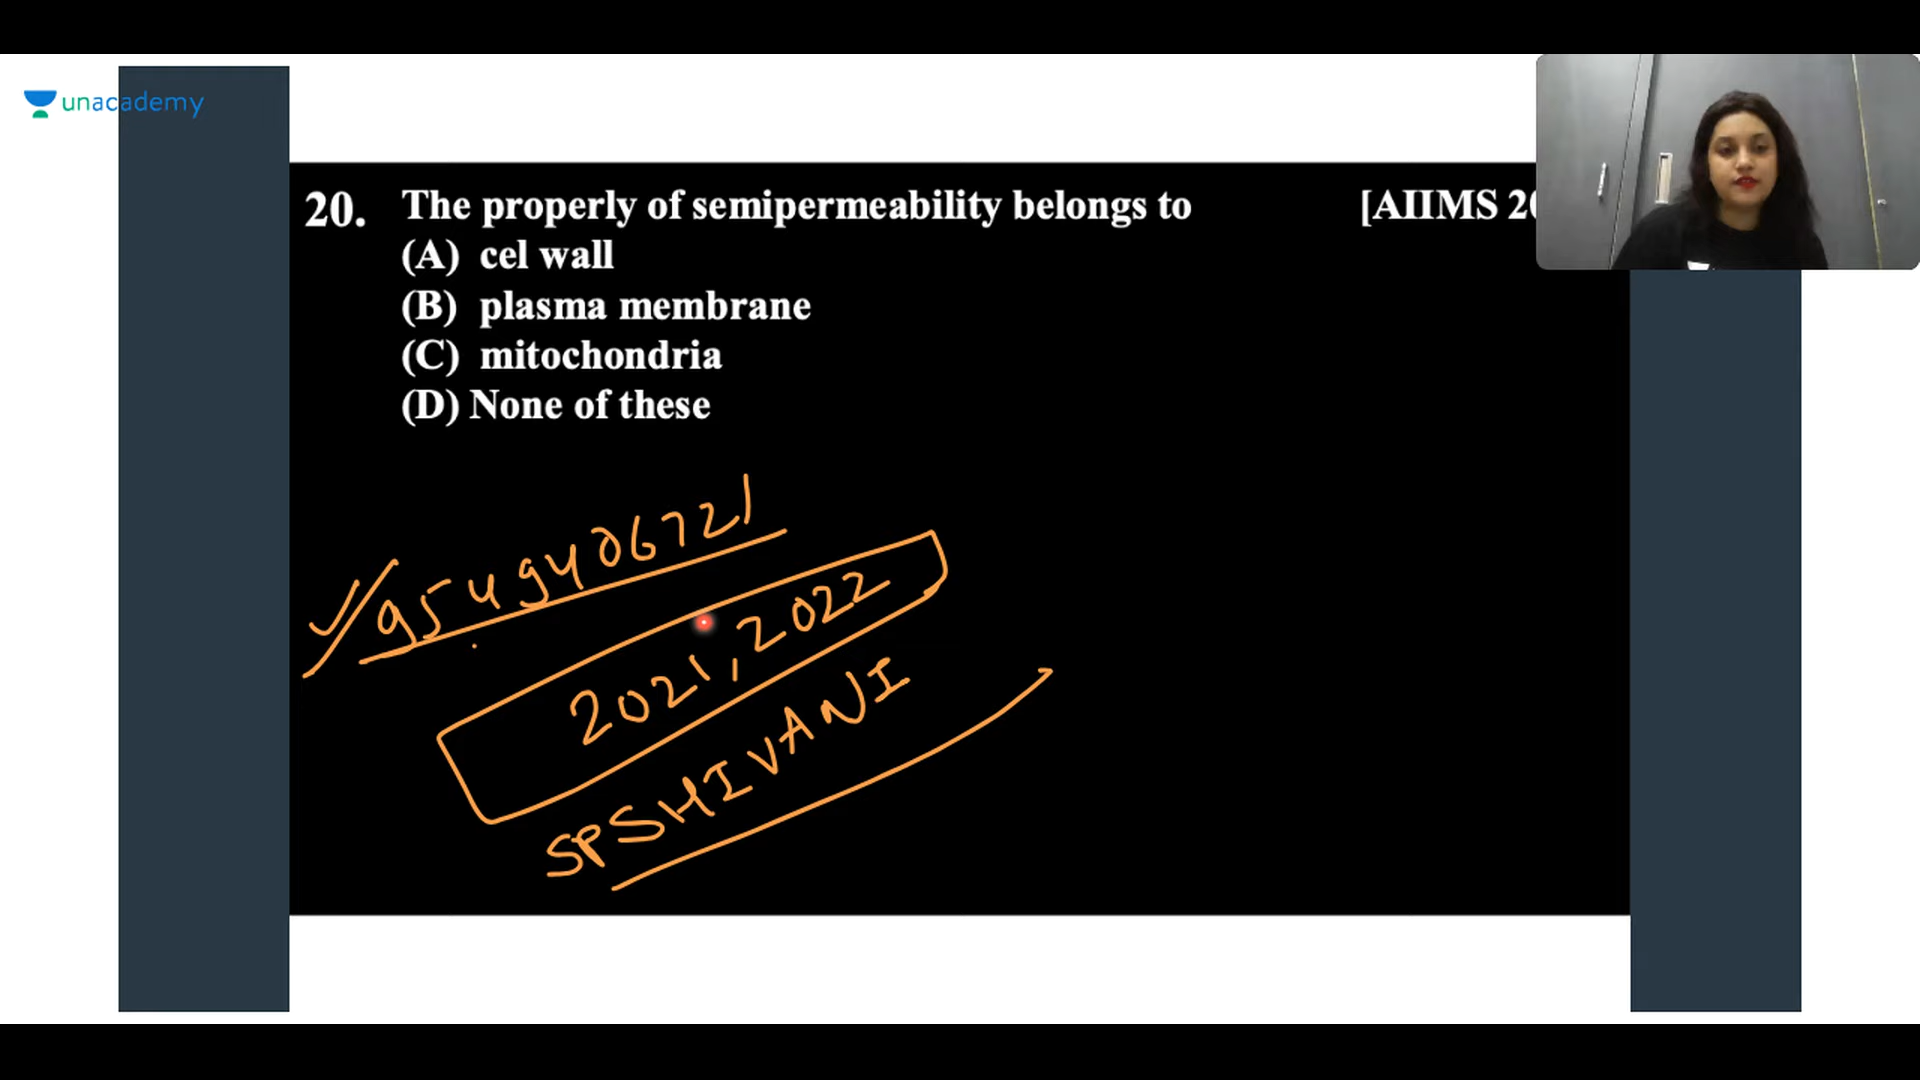 unacademy
20. The properly of semipermeability belongs to [AIIMS 20
(A) cel wall
(B) plasma membrane
(C) mitochondria
(D) None of these
9549406721
2021, 2022
SPSHIVANI